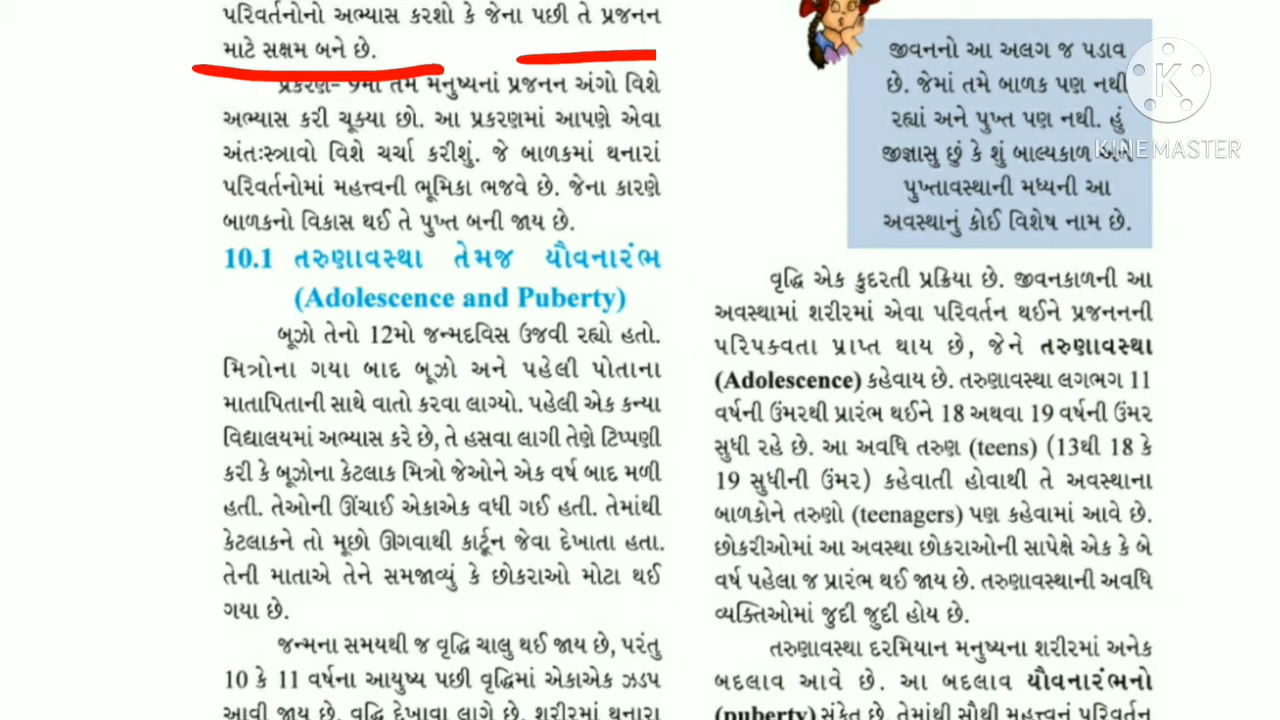 પરિવર્તનોનો અભ્યાસ કરશો કે જેના પછી તે પ્રજનન
માટે સક્ષમ બને છે.
પ્રકરણ- 9માં તમે મનુષ્યનાં પ્રજનન અંગો વિશે
અભ્યાસ કરી ચૂક્યા છો. આ પ્રકરણમાં આપણે એવા
અંતઃસ્ત્રાવો વિશે ચર્ચા કરીશું. જે બાળકમાં થનારાં
પરિવર્તનોમાં મહત્ત્વની ભૂમિકા ભજવે છે. જેના કારણે
બાળકનો વિકાસ થઈ તે પુખ્ત બની જાય છે.
10.1 તરુણાવસ્થા તેમજ યૌવનારંભ
(Adolescence and Puberty)
બૂઝો તેનો 12મો જન્મદિવસ ઉજવી રહ્યો હતો.
મિત્રોના ગયા બાદ બૂઝો અને પહેલી પોતાના
માતાપિતાની સાથે વાતો કરવા લાગ્યો. પહેલી એક કન્યા
વિદ્યાલયમાં અભ્યાસ કરે છે, તે હસવા લાગી તેણે ટિપ્પણી
કરી કે બૂઝોના કેટલાક મિત્રો જેઓને એક વર્ષ બાદ મળી
હતી. તેઓની ઊંચાઈ એકાએક વધી ગઈ હતી. તેમાંથી
કેટલાકને તો મૂછો ઊગવાથી કાર્ટૂન જેવા દેખાતા હતા.
તેની માતાએ તેને સમજાવ્યું કે છોકરાઓ મોટા થઈ
ગયા છે.
જન્મના સમયથી જ વૃદ્ધિ ચાલુ થઈ જાય છે, પરંતુ
10 કે 11 વર્ષના આયુષ્ય પછી વૃદ્ધિમાં એકાએક ઝડપ
આવી જાય છે. વૃદ્ધિ દેખાવા લાગે છે. શરીરમાં થનારા
જીવનનો આ અલગ જ પડાવ
છે. જેમાં તમે બાળક પણ નથી
રહ્યાં અને પુખ્ત પણ નથી. હું
જીજ્ઞાસુ છું કે શું બાલ્યકાળ અને
પુખ્તાવસ્થાની મધ્યની આ
અવસ્થાનું કોઈ વિશેષ નામ છે.
K
KINEMASTER
વૃદ્ધિ એક કુદરતી પ્રક્રિયા છે. જીવનકાળની આ
અવસ્થામાં શરીરમાં એવા પરિવર્તન થઈને પ્રજનનની
પરિપક્વતા પ્રાપ્ત થાય છે, જેને તરુણાવસ્થા
(Adolescence) કહેવાય છે. તરુણાવસ્થા લગભગ 11
વર્ષની ઉંમરથી પ્રારંભ થઈને 18 અથવા 19 વર્ષની ઉંમર
સુધી રહે છે. આ અવધિ તરુણ (teens) (13થી 18 કે
19 સુધીની ઉંમર) કહેવાતી હોવાથી તે અવસ્થાના
બાળકોને તરુણો (teenagers) પણ કહેવામાં આવે છે.
છોકરીઓમાં આ અવસ્થા છોકરાઓની સાપેક્ષે એક કે બે
વર્ષ પહેલા જ પ્રારંભ થઈ જાય છે. તરુણાવસ્થાની અવધિ
વ્યક્તિઓમાં જુદી જુદી હોય છે.
તરુણાવસ્થા દરમિયાન મનુષ્યના શરીરમાં અનેક
બદલાવ આવે છે. આ બદલાવ યૌવનારંભનો
(puberty) સંકેત છે. તેમાંથી સૌથી મહત્ત્વનું પરિવર્તન